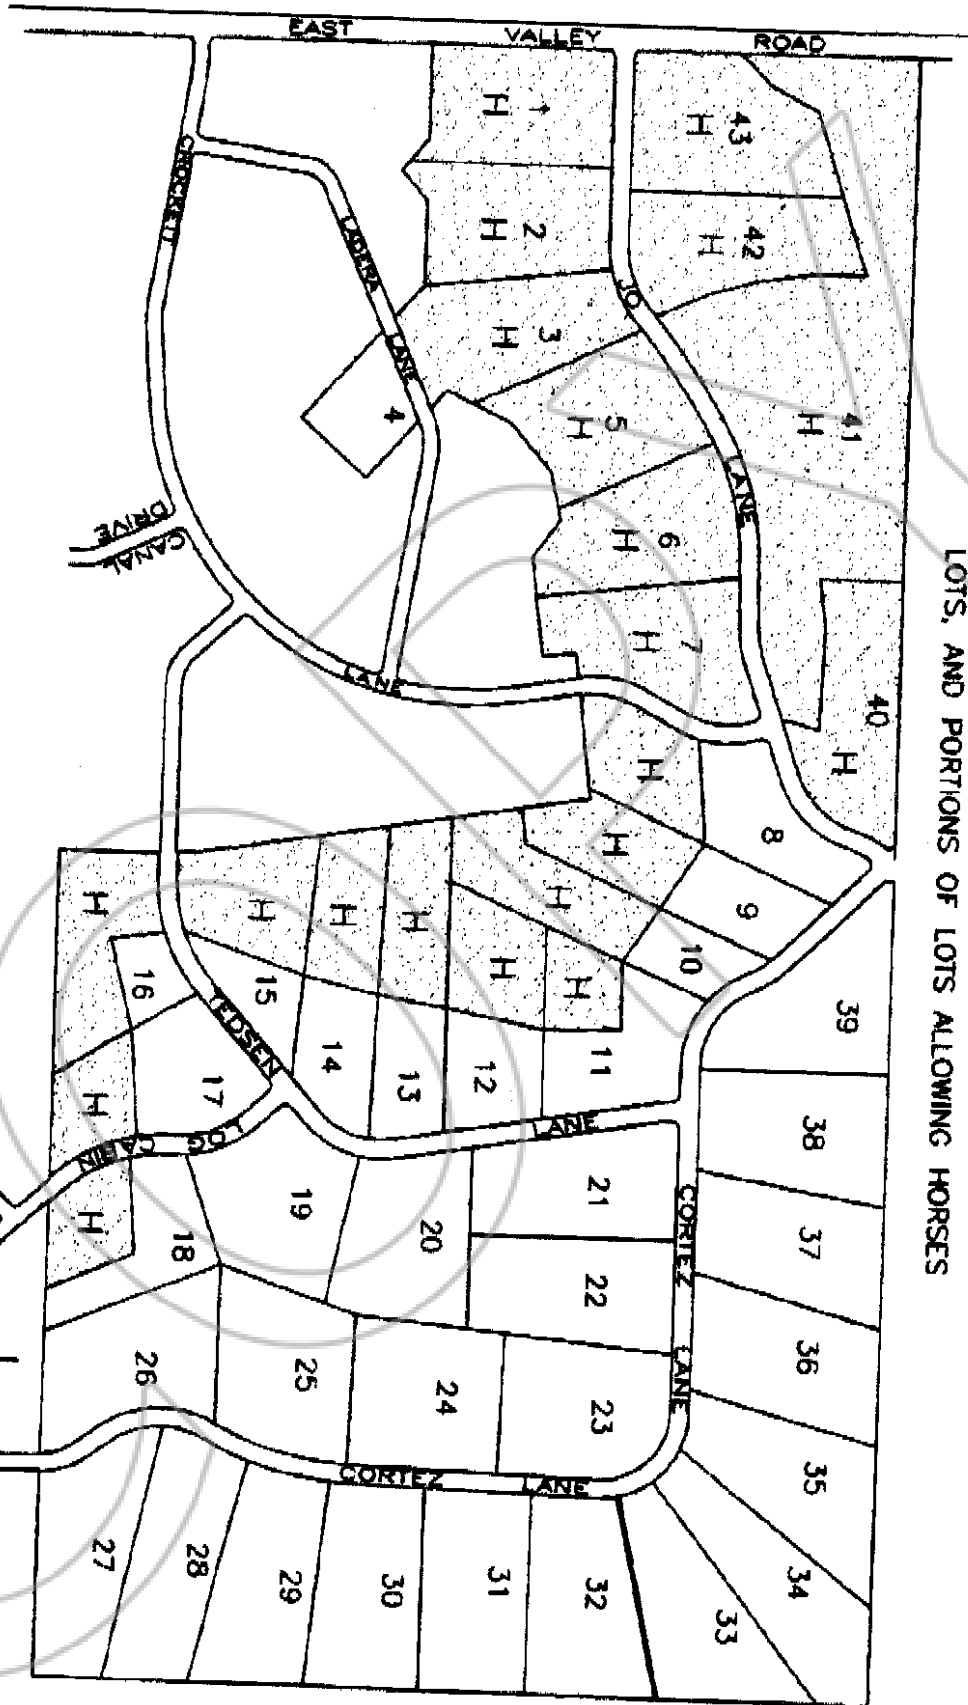 LOTS, AND PORTIONS OF LOTS ALLOWING HORSES
EAST VALLEY ROAD
1
H
2
H
3
H
4
5
H
6
H
7
H
43
H
42
H
41
H
40
H
JO LANE
CROCKETT LANE
LADERA LANE
CANAL DRIVE
H
H
H
H
H
H
H
H
H
H
H
8
9
10
11
12
13
14
15
16
17
18
19
20
21
22
23
24
25
26
27
28
29
30
31
32
33
34
35
36
37
38
39
TEDSEN LANE
LOG CABIN
CORTEZ LANE
CORTEZ LANE